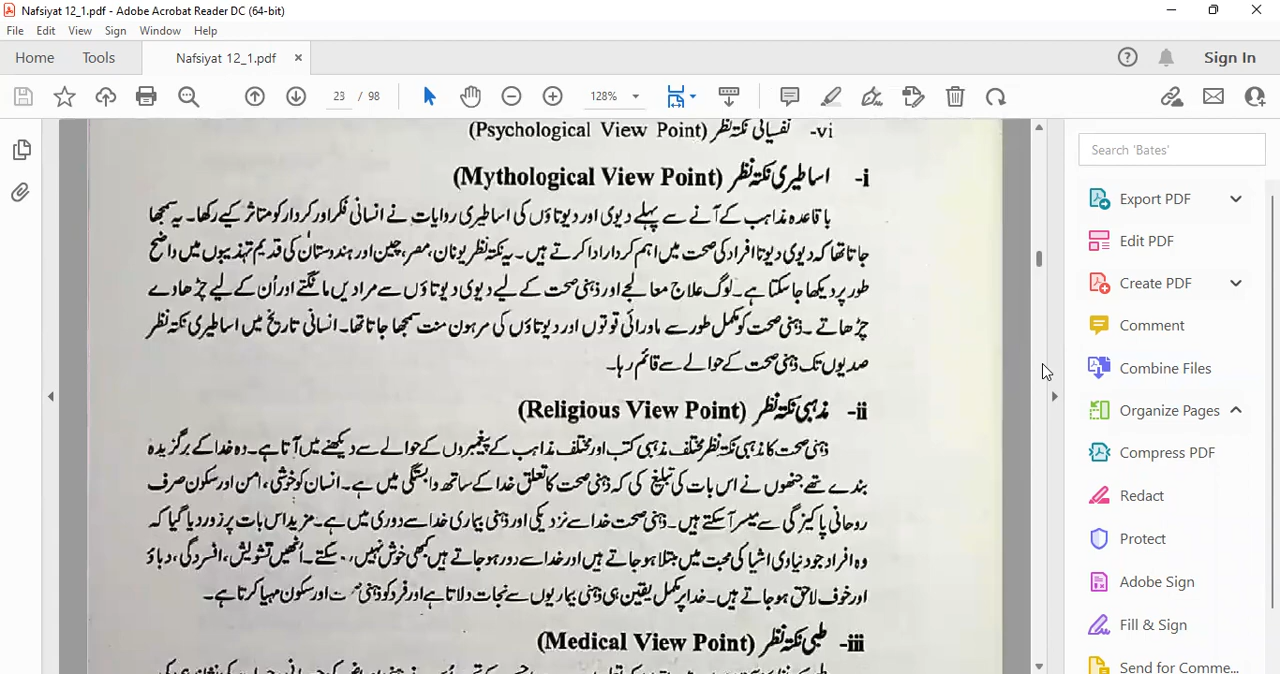 Nafsiyat 12_1.pdf - Adobe Acrobat Reader DC (64-bit)
File Edit View Sign Window Help
Home Tools Nafsiyat 12_1.pdf × Sign In
23 / 98 128%
vi- نفسیاتی نکتہ نظر (Psychological View Point)
i- اساطیری نکتہ نظر (Mythological View Point)
باقاعدہ مذاہب کے آنے سے پہلے دیوی اور دیوتاؤں کی اساطیری روایات نے انسانی فکر اور کردار کو متاثر کیے رکھا۔ یہ سمجھا
جاتا تھا کہ دیوی دیوتا افراد کی صحت میں اہم کردار ادا کرتے ہیں۔ یہ نکتہ نظر یونان، مصر، چین اور ہندوستان کی قدیم تہذیبوں میں واضح
طور پر دیکھا جا سکتا ہے۔ لوگ علاج معالجے اور ذہنی صحت کے لیے دیوی دیوتاؤں سے مرادیں مانگتے اور اُن کے لیے چڑھاوے
چڑھاتے۔ ذہنی صحت کو مکمل طور سے ماورائی قوتوں اور دیوتاؤں کی مرہون منت سمجھا جاتا تھا۔ انسانی تاریخ میں اساطیری نکتہ نظر
صدیوں تک ذہنی صحت کے حوالے سے قائم رہا۔
ii- مذہبی نکتہ نظر (Religious View Point)
ذہنی صحت کا مذہبی نکتہ نظر مختلف مذہبی کتب اور مختلف مذاہب کے پیغمبروں کے حوالے سے دیکھنے میں آتا ہے۔ وہ خدا کے برگزیدہ
بندے تھے جنھوں نے اس بات کی تبلیغ کی کہ ذہنی صحت کا تعلق خدا کے ساتھ وابستگی میں ہے۔ انسان کو خوشی، امن اور سکون صرف
روحانی پاکیزگی سے میسر آ سکتے ہیں۔ ذہنی صحت خدا سے نزدیکی اور ذہنی بیماری خدا سے دوری میں ہے۔ مزید اس بات پر زور دیا گیا کہ
وہ افراد جو دنیاوی اشیا کی محبت میں مبتلا ہو جاتے ہیں اور خدا سے دور ہو جاتے ہیں کبھی خوش نہیں سکتے۔ اُنھیں تشویش، افسردگی، دباؤ
اور خوف لاحق ہو جاتے ہیں۔ خدا پر مکمل یقین ہی ذہنی بیماریوں سے نجات دلاتا ہے اور فرد کو ذہنی اور سکون مہیا کرتا ہے۔
iii- طبی نکتہ نظر (Medical View Point)
Search 'Bates'
Export PDF
Edit PDF
Create PDF
Comment
Combine Files
Organize Pages
Compress PDF
Redact
Protect
Adobe Sign
Fill & Sign
Send for Comme...